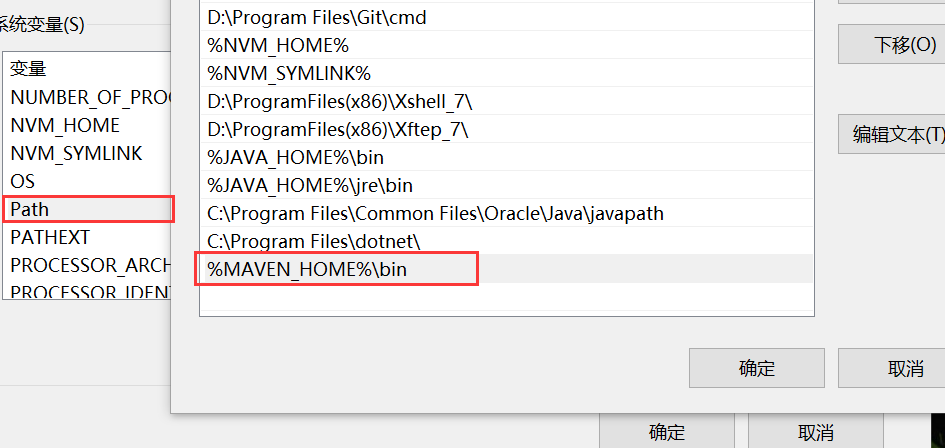 系统变量(S)
变量
NUMBER_OF_PROC
NVM_HOME
NVM_SYMLINK
OS
Path
PATHEXT
PROCESSOR_ARCH
PROCESSOR_IDENT
D:\Program Files\Git\cmd
%NVM_HOME%
%NVM_SYMLINK%
D:\ProgramFiles(x86)\Xshell_7\
D:\ProgramFiles(x86)\Xftep_7\
%JAVA_HOME%\bin
%JAVA_HOME%\jre\bin
C:\Program Files\Common Files\Oracle\Java\javapath
C:\Program Files\dotnet\
%MAVEN_HOME%\bin
下移(O)
编辑文本(T)
确定
取消
确定
取消